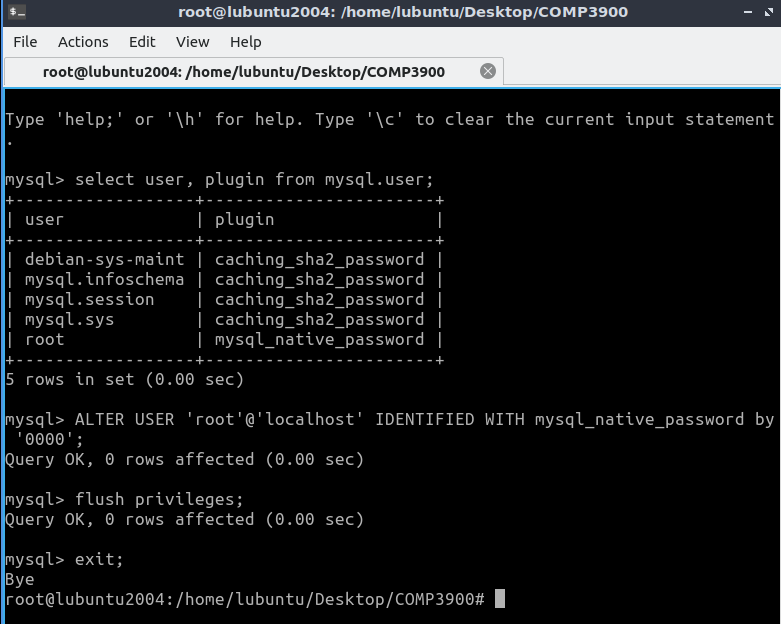 root@lubuntu2004: /home/lubuntu/Desktop/COMP3900
File Actions Edit View Help
root@lubuntu2004: /home/lubuntu/Desktop/COMP3900
Type 'help;' or '\h' for help. Type '\c' to clear the current input statement
.
mysql> select user, plugin from mysql.user;
+------------------+-----------------------+
| user             | plugin                |
+------------------+-----------------------+
| debian-sys-maint | caching_sha2_password |
| mysql.infoschema | caching_sha2_password |
| mysql.session    | caching_sha2_password |
| mysql.sys        | caching_sha2_password |
| root             | mysql_native_password |
+------------------+-----------------------+
5 rows in set (0.00 sec)
mysql> ALTER USER 'root'@'localhost' IDENTIFIED WITH mysql_native_password by
 '0000';
Query OK, 0 rows affected (0.00 sec)
mysql> flush privileges;
Query OK, 0 rows affected (0.00 sec)
mysql> exit;
Bye
root@lubuntu2004:/home/lubuntu/Desktop/COMP3900#